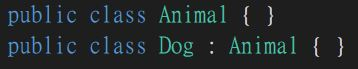 public class Animal { }
public class Dog : Animal { }